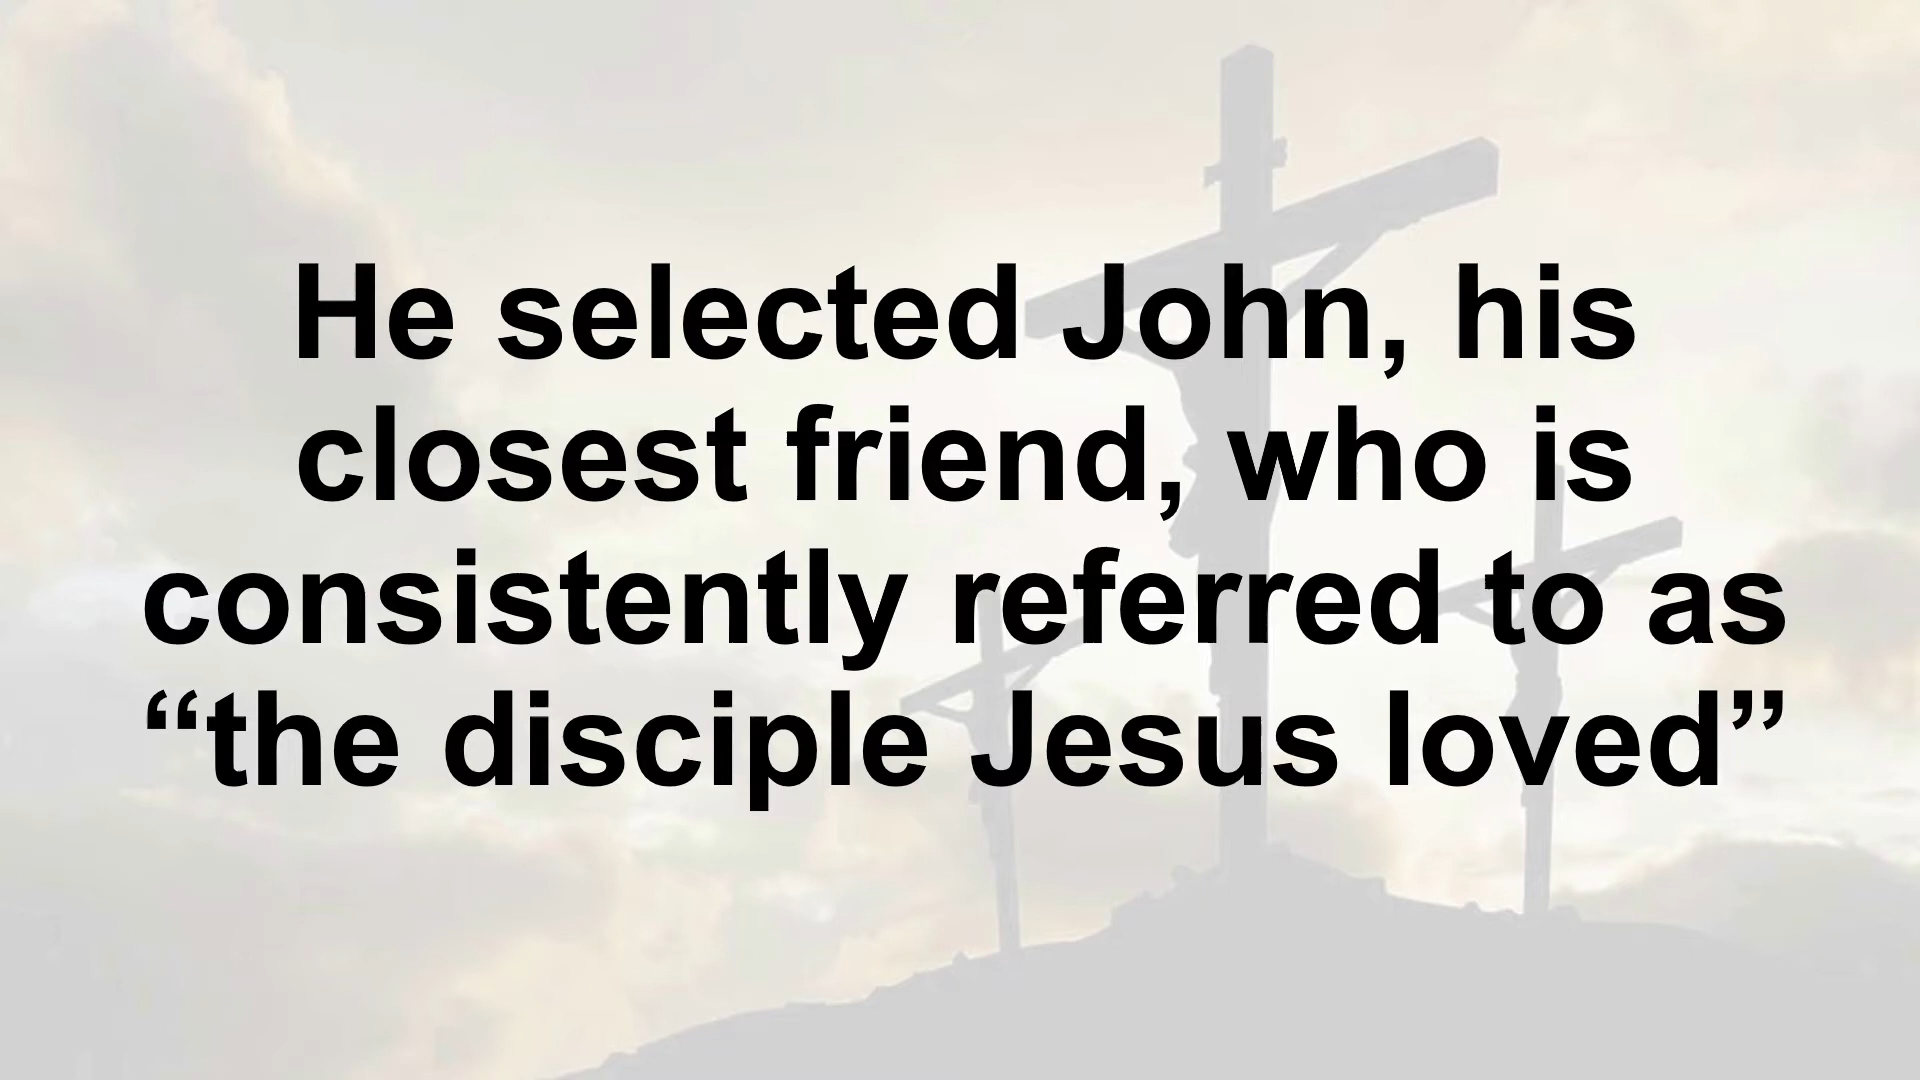 He selected John, his
closest friend, who is
consistently referred to as
“the disciple Jesus loved”